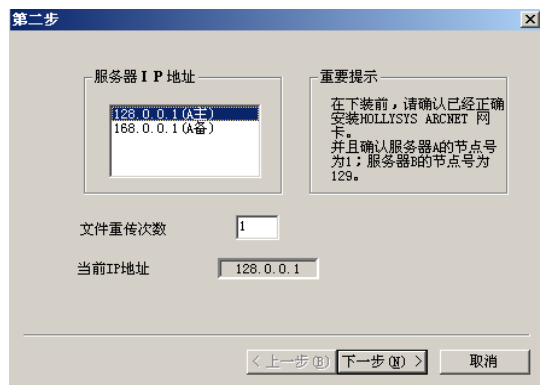 第二步
服务器IP地址
128.0.0.1(A主)
168.0.0.1(A备)
重要提示
在下装前，请确认已经正确
安装HOLLYSYS ARCNET 网
卡。
并且确认服务器A的节点号
为1；服务器B的节点号为
129。
文件重传次数
1
当前IP地址
128.0.0.1
< 上一步(B)
下一步(N) >
取消